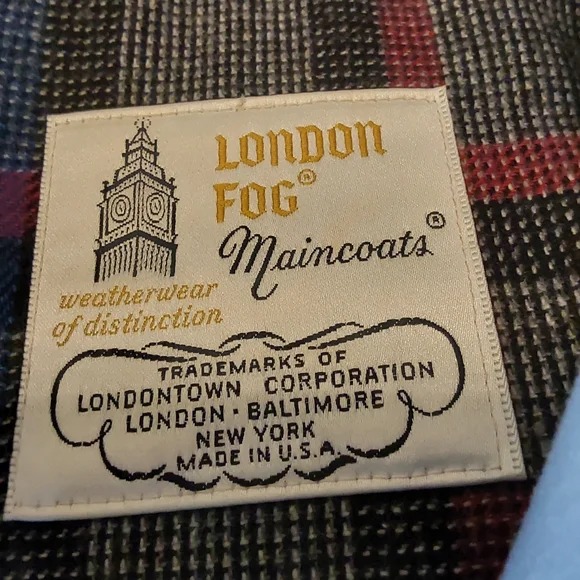 LONDON
FOG®
Maincoats®
weatherwear
of distinction
TRADEMARKS OF
LONDONTOWN CORPORATION
LONDON · BALTIMORE
NEW YORK
MADE IN U.S.A.